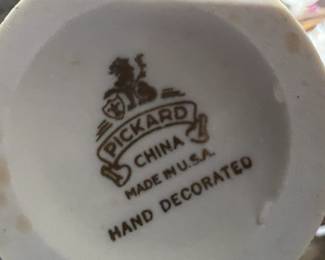 PICKARD
CHINA
MADE IN U.S.A.
HAND DECORATED